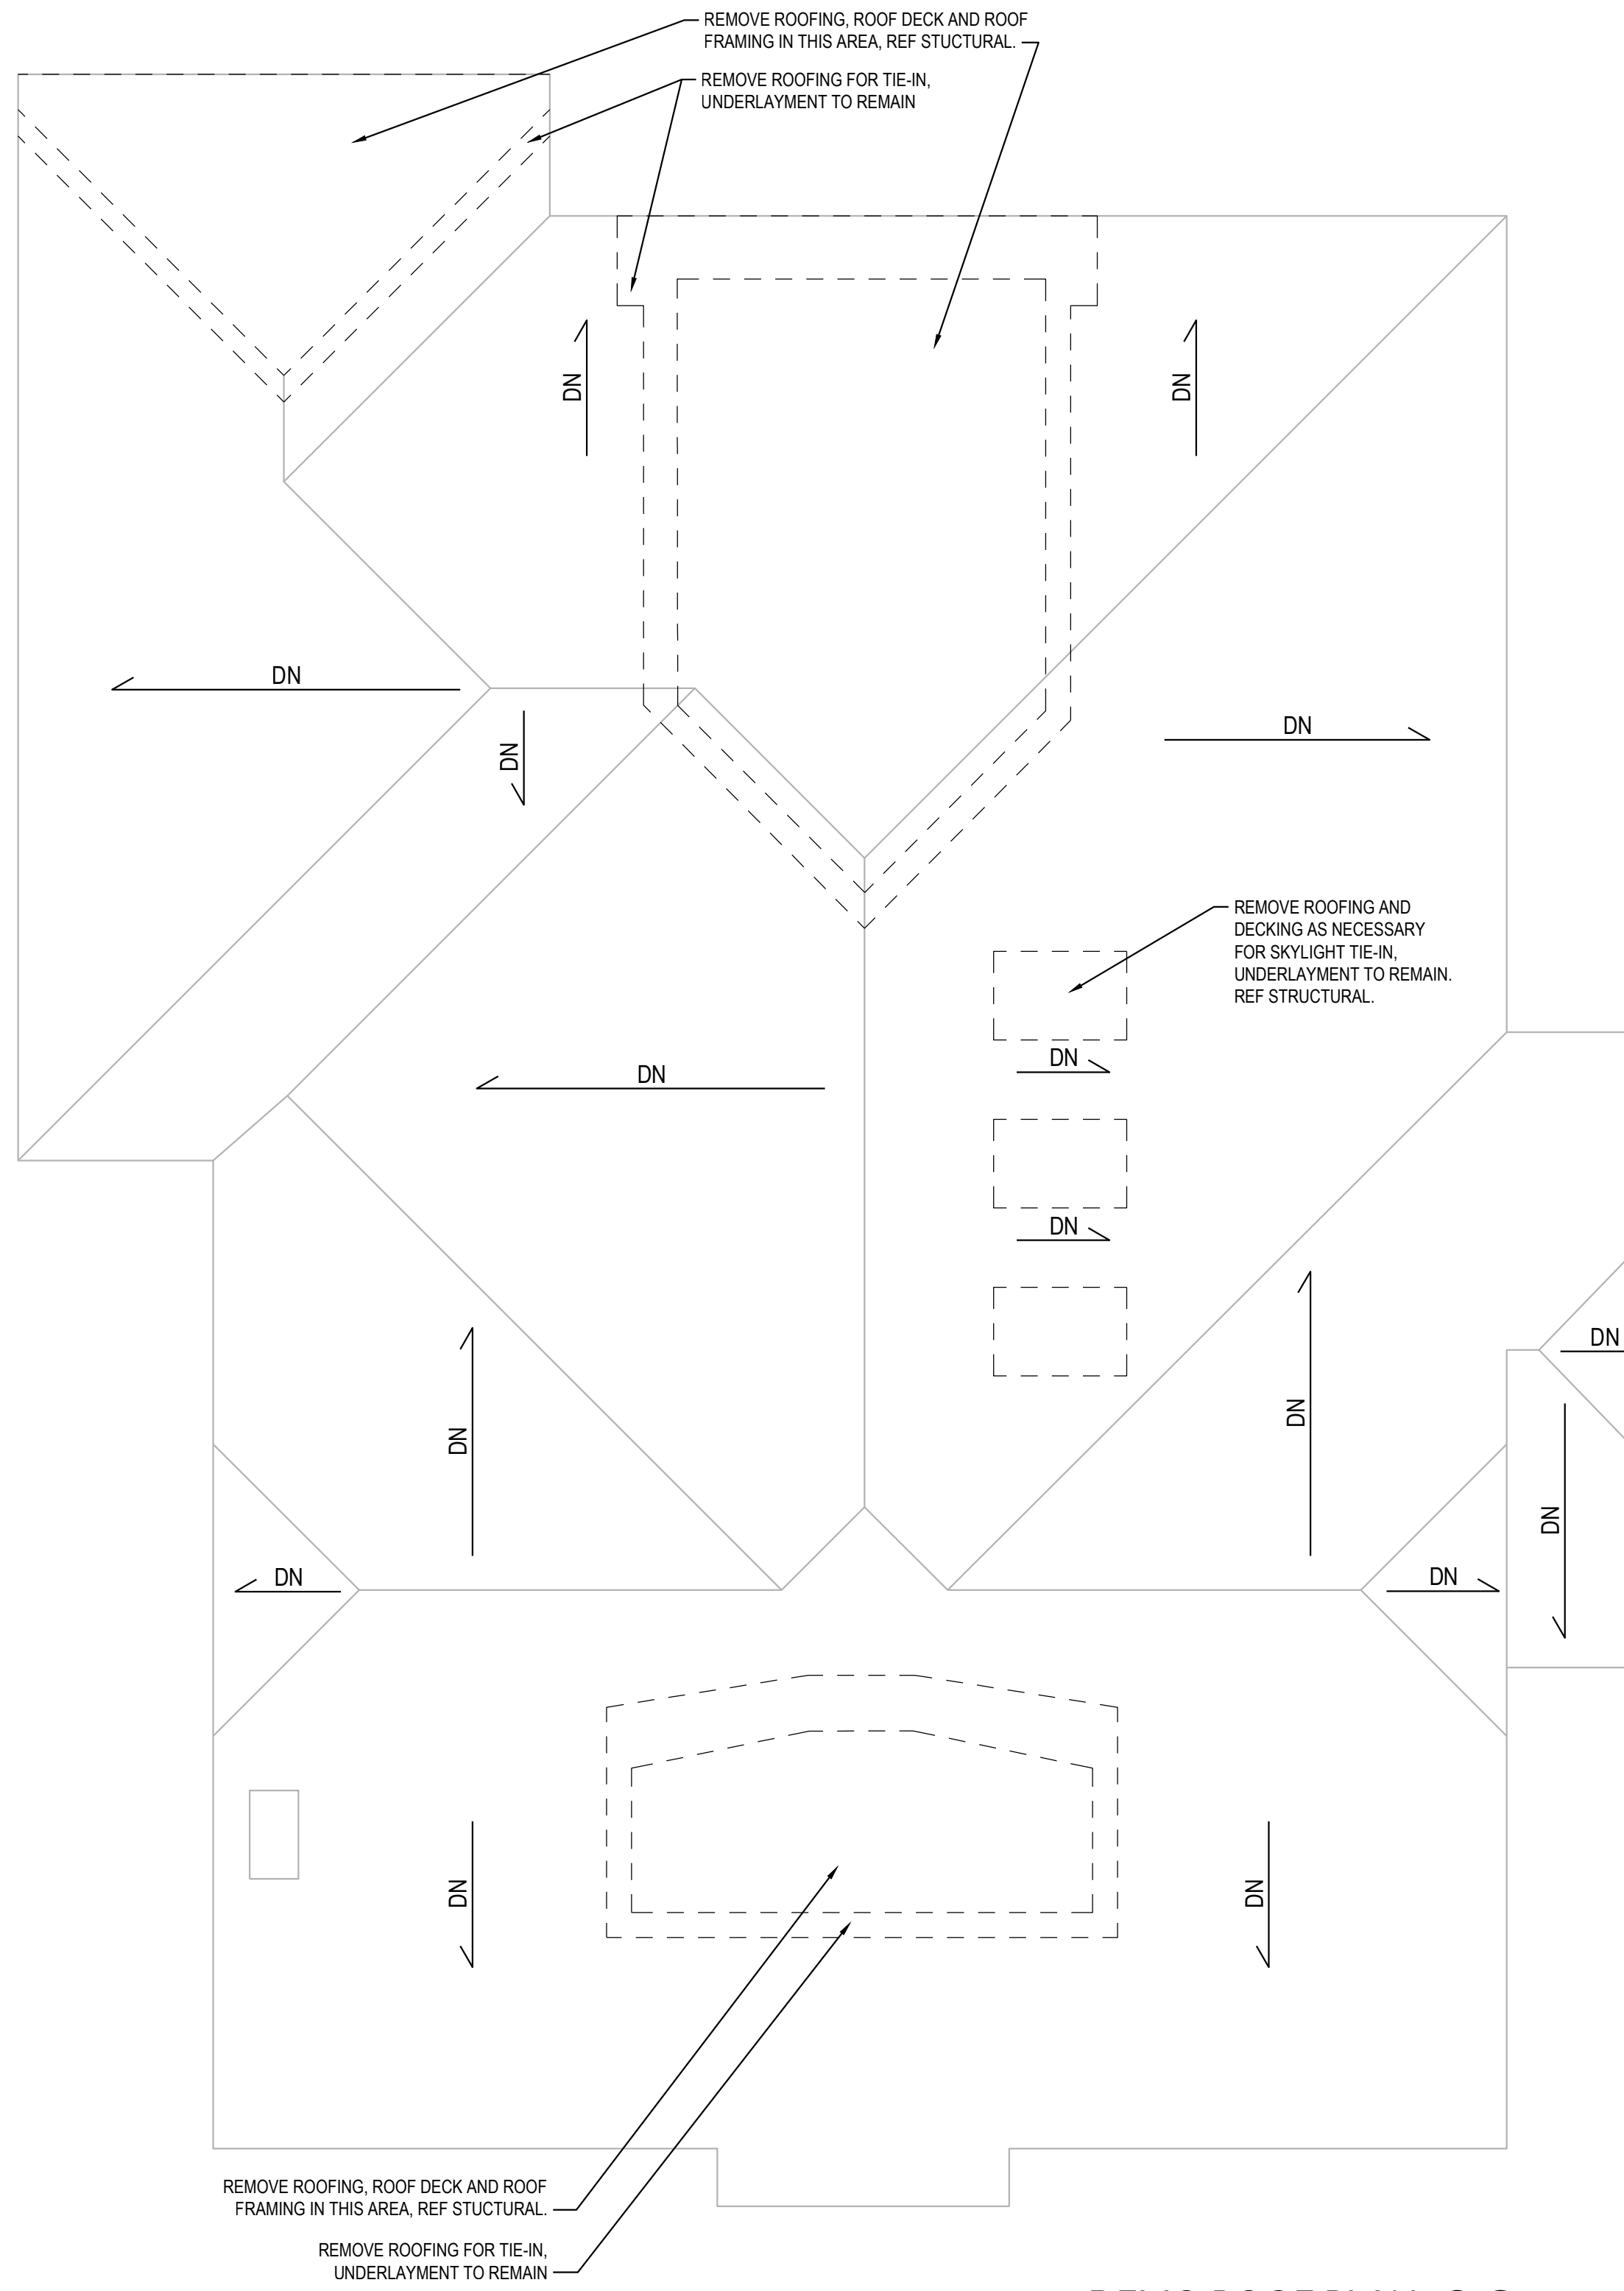 REMOVE ROOFING, ROOF DECK AND ROOF
FRAMING IN THIS AREA, REF STUCTURAL.
REMOVE ROOFING FOR TIE-IN,
UNDERLAYMENT TO REMAIN
DN
DN
DN
DN
DN
REMOVE ROOFING AND
DECKING AS NECESSARY
FOR SKYLIGHT TIE-IN,
UNDERLAYMENT TO REMAIN.
REF STRUCTURAL.
DN
DN
DN
DN
DN
DN
DN
DN
DN
DN
DN
REMOVE ROOFING, ROOF DECK AND ROOF
FRAMING IN THIS AREA, REF STUCTURAL.
REMOVE ROOFING FOR TIE-IN,
UNDERLAYMENT TO REMAIN